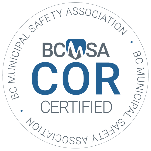 • BC MUNICIPAL SAFETY ASSOCIATION •
BC MUNICIPAL SAFETY ASSOCIATION
BCMSA
COR
CERTIFIED